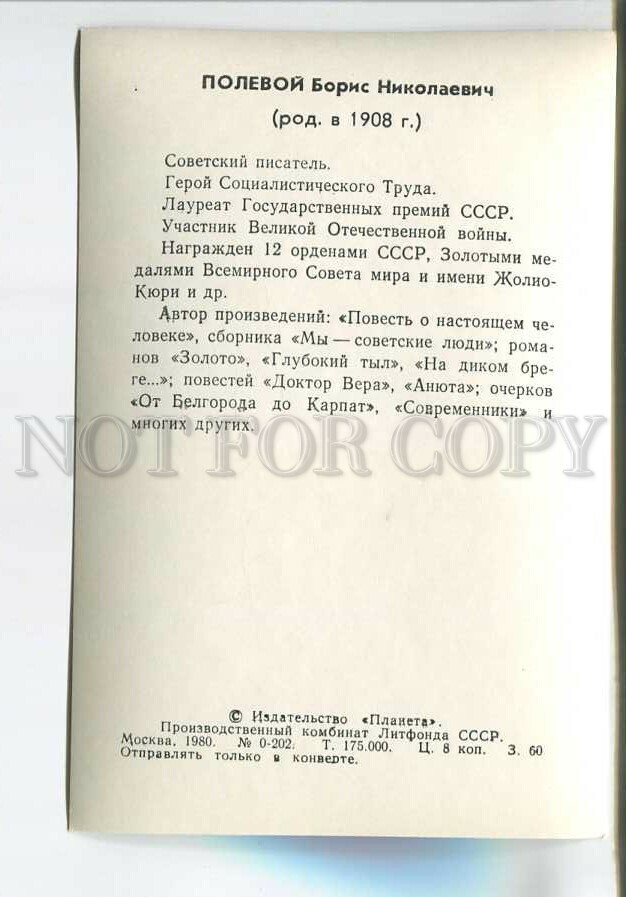 ПОЛЕВОЙ Борис Николаевич
(род. в 1908 г.)
Советский писатель.
Герой Социалистического Труда.
Лауреат Государственных премий СССР.
Участник Великой Отечественной войны.
Награжден 12 орденами СССР, Золотыми ме-
далями Всемирного Совета мира и имени Жолио-
Кюри и др.
Автор произведений: «Повесть о настоящем че-
ловеке», сборника «Мы — советские люди»; рома-
нов «Золото», «Глубокий тыл», «На диком бре-
ге...»; повестей «Доктор Вера», «Анюта»; очерков
«От Белгорода до Карпат», «Современники» и
многих других.
NOT FOR COPY
© Издательство «Планета».
Производственный комбинат Литфонда СССР.
Москва, 1980. № 0-202. Т. 175.000. Ц. 8 коп. З. 60
Отправлять только в конверте.